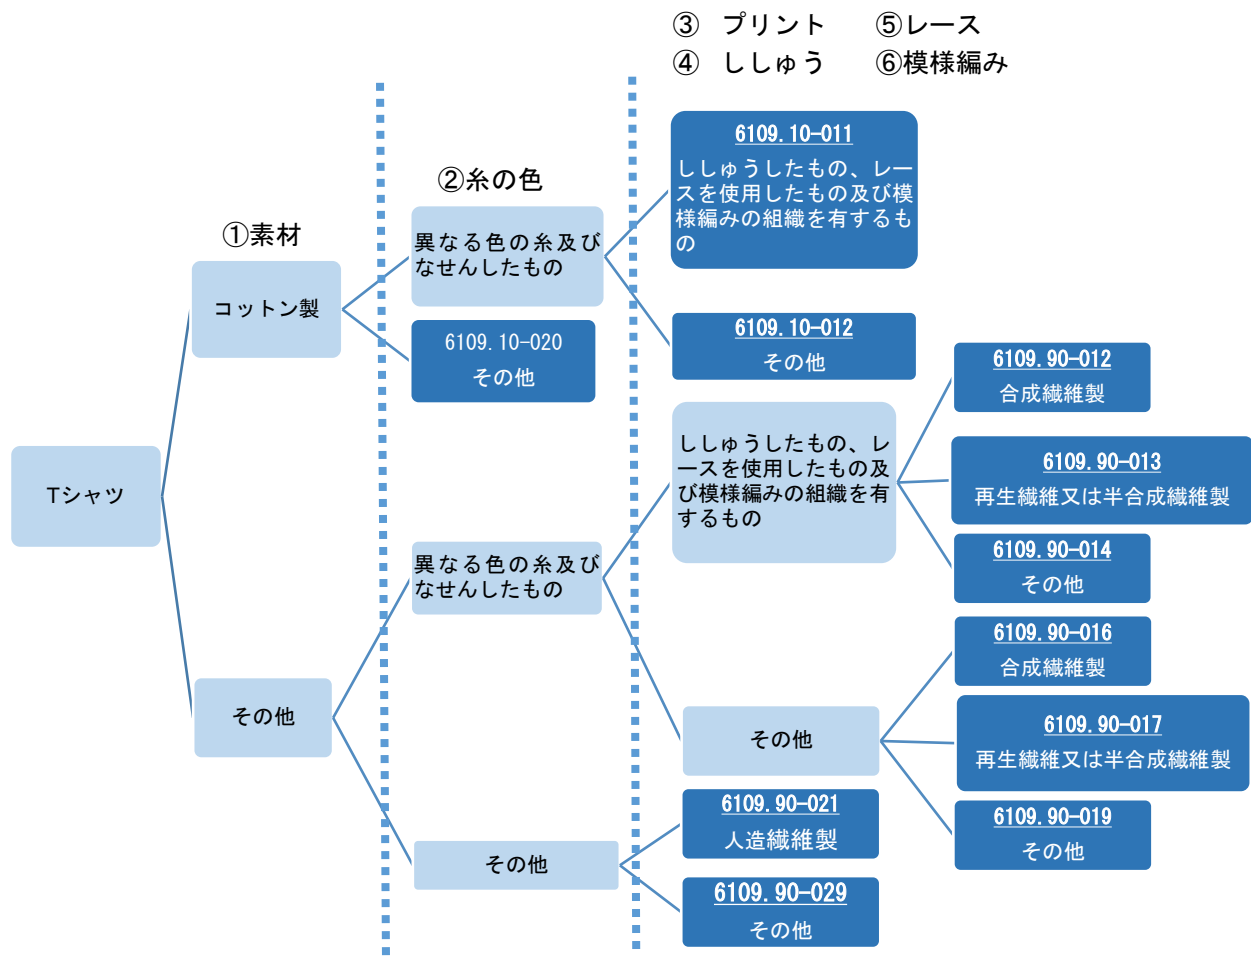 ③ プリント ⑤レース
④ ししゅう ⑥模様編み
②糸の色
①素材
Tシャツ
コットン製
その他
異なる色の糸及び
なせんしたもの
6109.10-020
その他
6109.10-011
ししゅうしたもの、レー
スを使用したもの及び模
様編みの組織を有するも
の
6109.10-012
その他
異なる色の糸及び
なせんしたもの
その他
ししゅうしたもの、レ
ースを使用したもの及
び模様編みの組織を有
するもの
その他
6109.90-012
合成繊維製
6109.90-013
再生繊維又は半合成繊維製
6109.90-014
その他
6109.90-016
合成繊維製
6109.90-017
再生繊維又は半合成繊維製
6109.90-019
その他
6109.90-021
人造繊維製
6109.90-029
その他